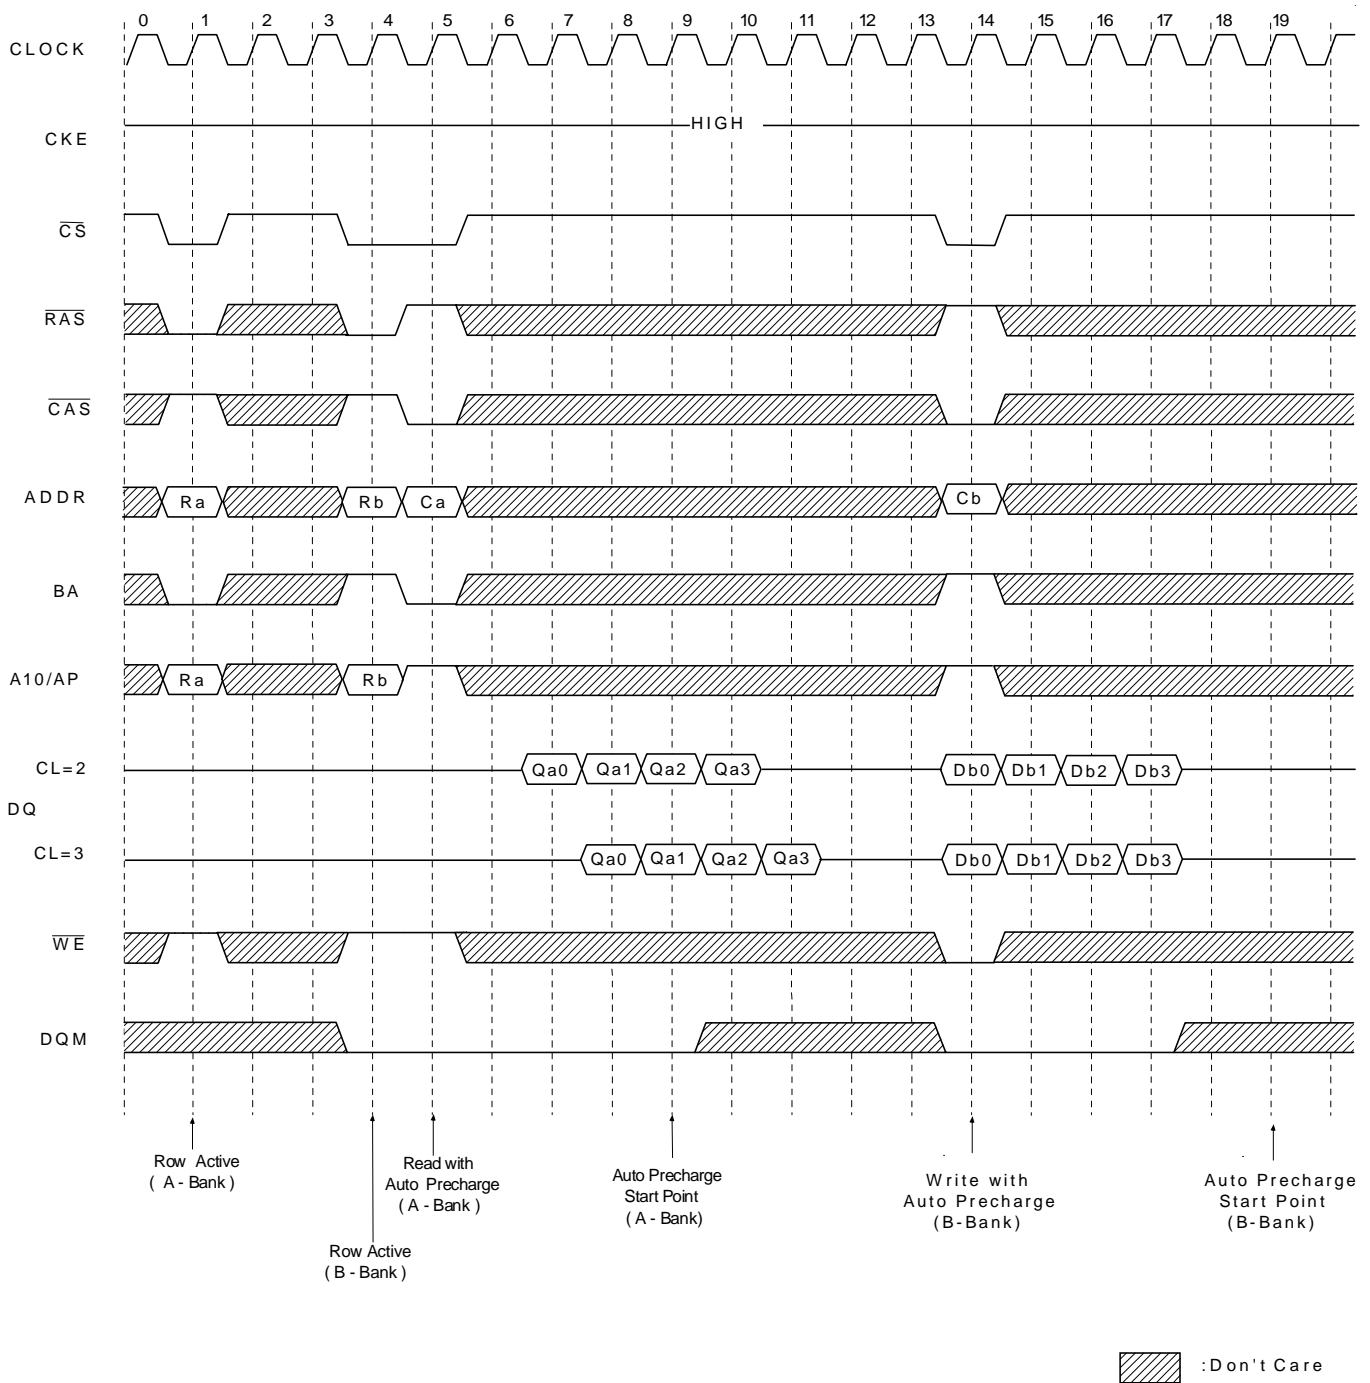 0 1 2 3 4 5 6 7 8 9 10 11 12 13 14 15 16 17 18 19
CLOCK
HIGH
CKE
CS
RAS
CAS
ADDR Ra Rb Ca Cb
BA
A10/AP Ra Rb
CL=2 Qa0 Qa1 Qa2 Qa3 Db0 Db1 Db2 Db3
DQ
CL=3 Qa0 Qa1 Qa2 Qa3 Db0 Db1 Db2 Db3
WE
DQM
Row Active
(A-Bank)
Row Active
(B-Bank)
Read with
Auto Precharge
(A-Bank)
Auto Precharge
Start Point
(A-Bank)
Write with
Auto Precharge
(B-Bank)
Auto Precharge
Start Point
(B-Bank)
:Don't Care